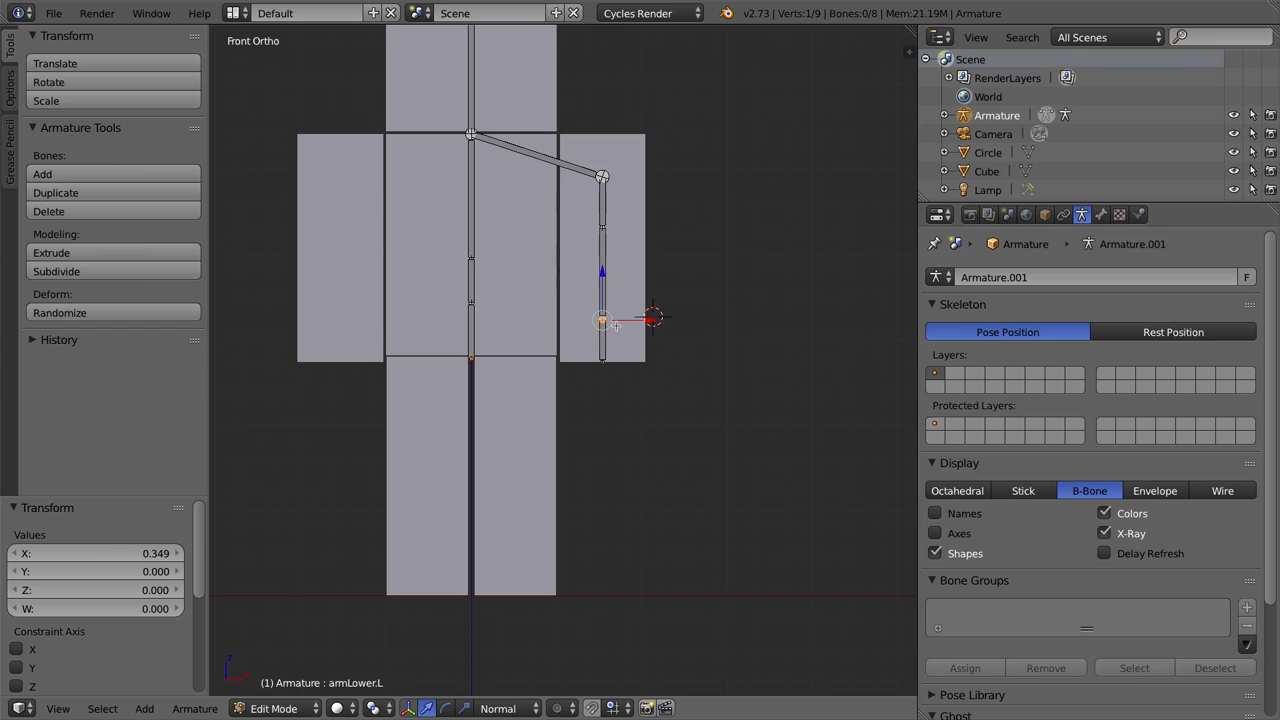 File Render Window Help Default Scene Cycles Render v2.73 | Verts:1/9 | Bones:0/8 | Mem:21.19M | Armature
Tools
Options
Grease Pencil
Transform
Translate
Rotate
Scale
Armature Tools
Bones:
Add
Duplicate
Delete
Modeling:
Extrude
Subdivide
Deform:
Randomize
History
Transform
Values
X: 0.349
Y: 0.000
Z: 0.000
W: 0.000
Constraint Axis
X
Y
Z
Front Ortho
z
(1) Armature : armLower.L
View Select Add Armature Edit Mode Normal
View Search All Scenes
Scene
RenderLayers
World
Armature
Camera
Circle
Cube
Lamp
Armature Armature.001
Armature.001 F
Skeleton
Pose Position Rest Position
Layers:
Protected Layers:
Display
Octahedral Stick B-Bone Envelope Wire
Names Colors
Axes X-Ray
Shapes Delay Refresh
Bone Groups
Assign Remove Select Deselect
Pose Library
Ghost